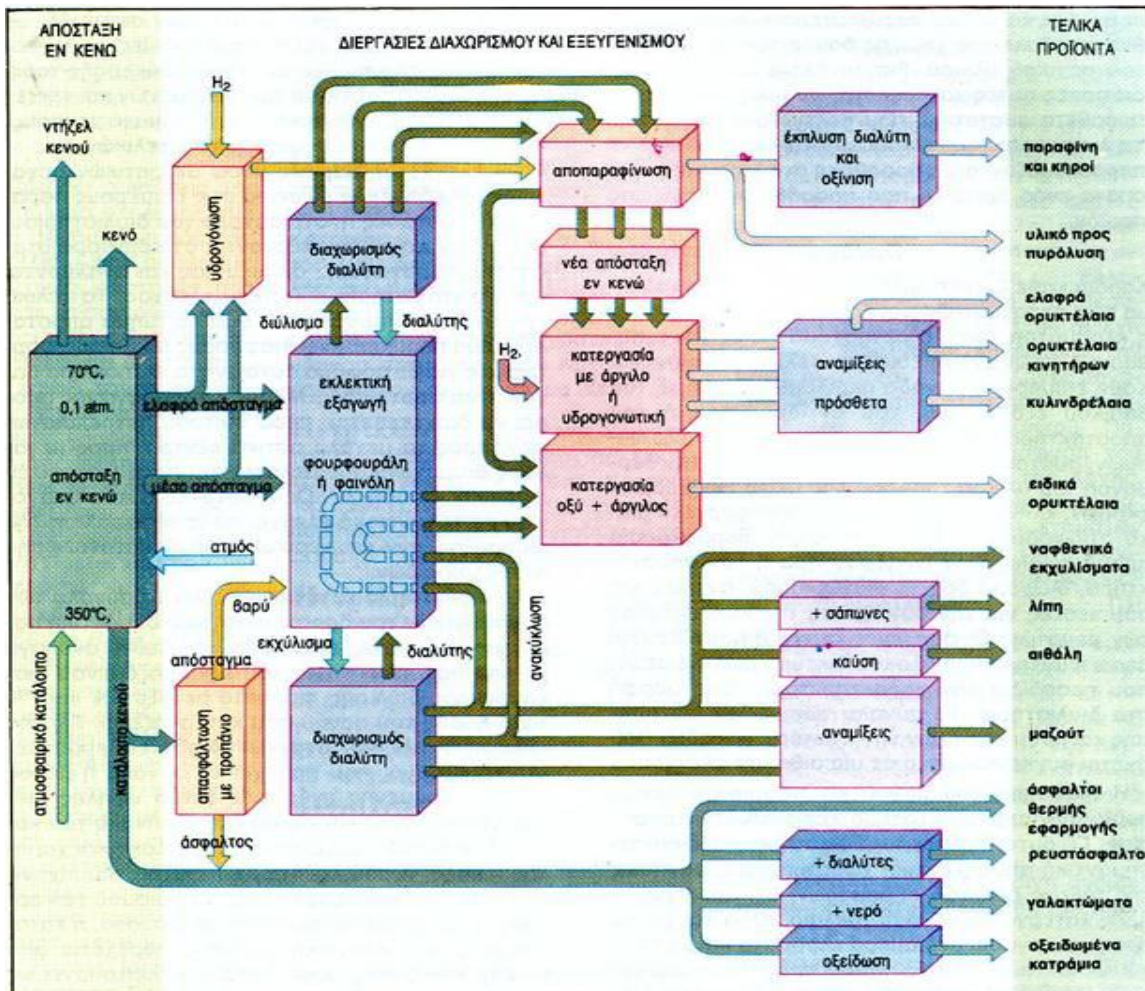 ΑΠΟΣΤΑΞΗ
ΕΝ ΚΕΝΩ
ΔΙΕΡΓΑΣΙΕΣ ΔΙΑΧΩΡΙΣΜΟΥ ΚΑΙ ΕΞΕΥΓΕΝΙΣΜΟΥ
ΤΕΛΙΚΑ
ΠΡΟΪΟΝΤΑ
ντήζελ
κενού
κενό
H₂
υδρογόνωση
διαχωρισμός
διαλύτη
διύλισμα
διαλύτης
αποπαραφίνωση
έκπλυση διαλύτη
και
οξίνιση
παραφίνη
και κηροί
υλικό προς
πυρόλυση
νέα απόσταξη
εν κενώ
H₂,
κατεργασία
με άργιλο
ή
υδρογονωτική
αναμίξεις
πρόσθετα
ελαφρά
ορυκτέλαια
ορυκτέλαια
κινητήρων
κυλινδρέλαια
κατεργασία
οξύ + άργιλος
ειδικά
ορυκτέλαια
70°C,
0,1 atm.
απόσταξη
εν κενώ
350°C,
ελαφρό απόσταγμα
μέσο απόσταγμα
ατμός
βαρύ
απόσταγμα
εκλεκτική
εξαγωγή
φουρφουράλη
ή φαινόλη
εκχύλισμα
διαλύτης
ανακύκλωση
ναφθενικά
εκχυλίσματα
+ σάπωνες
λίπη
καύση
αιθάλη
αναμίξεις
μαζούτ
ατμοσφαιρικό κατάλοιπο
κατάλοιπα κενού
απασφάλτωση
με προπάνιο
διαχωρισμός
διαλύτη
άσφαλτος
άσφαλτοι
θερμής
εφαρμογής
+ διαλύτες
ρευστάσφαλτο
+ νερό
γαλακτώματα
οξείδωση
οξειδωμένα
κατράμια